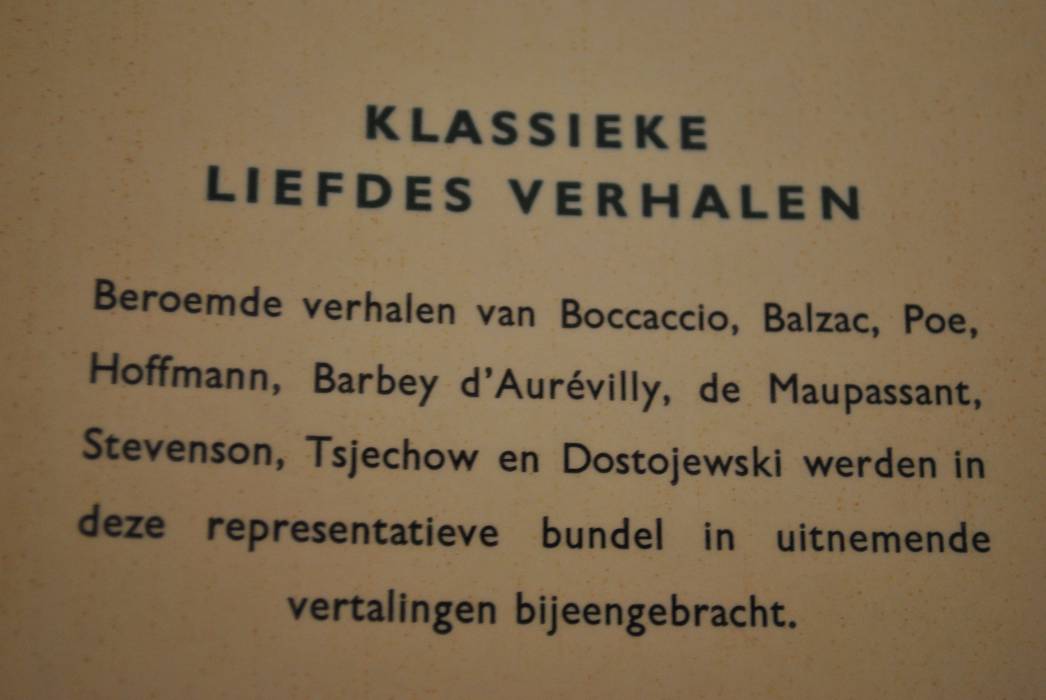 KLASSIEKE
LIEFDES VERHALEN
Beroemde verhalen van Boccaccio, Balzac, Poe,
Hoffmann, Barbey d'Aurévilly, de Maupassant,
Stevenson, Tsjechow en Dostojewski werden in
deze representatieve bundel in uitnemende
vertalingen bijeengebracht.